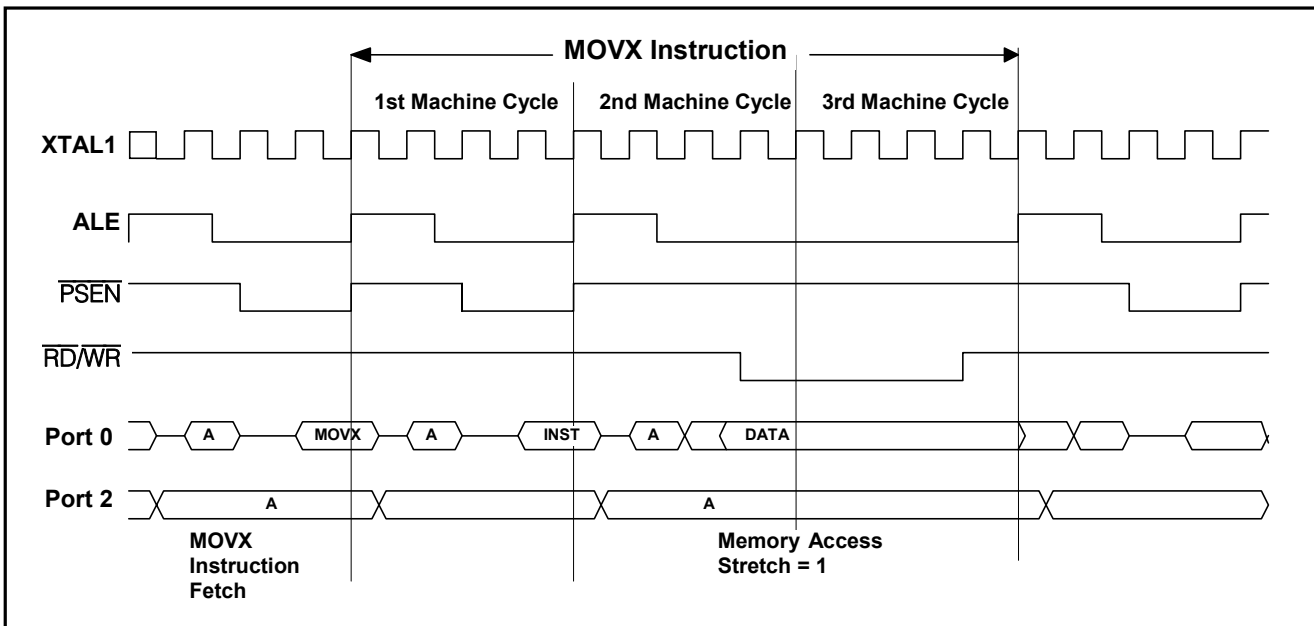 MOVX Instruction
1st Machine Cycle
2nd Machine Cycle
3rd Machine Cycle
XTAL1
ALE
PSEN
RD/WR
Port 0
A
MOVX
A
INST
A
DATA
Port 2
A
A
MOVX
Instruction
Fetch
Memory Access
Stretch = 1